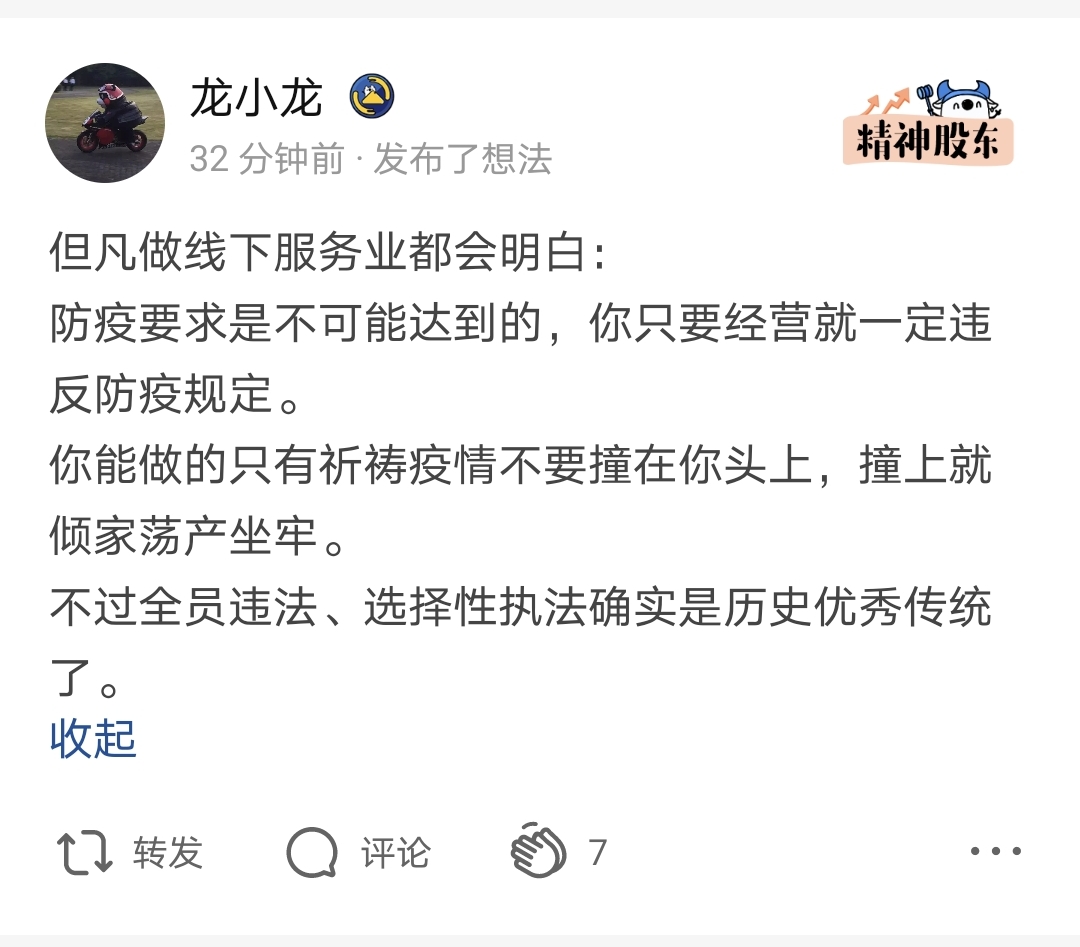 龙小龙
32 分钟前 · 发布了想法
精神股东
但凡做线下服务业都会明白：
防疫要求是不可能达到的，你只要经营就一定违
反防疫规定。
你能做的只有祈祷疫情不要撞在你头上，撞上就
倾家荡产坐牢。
不过全员违法、选择性执法确实是历史优秀传统
了。
收起
转发 评论 7